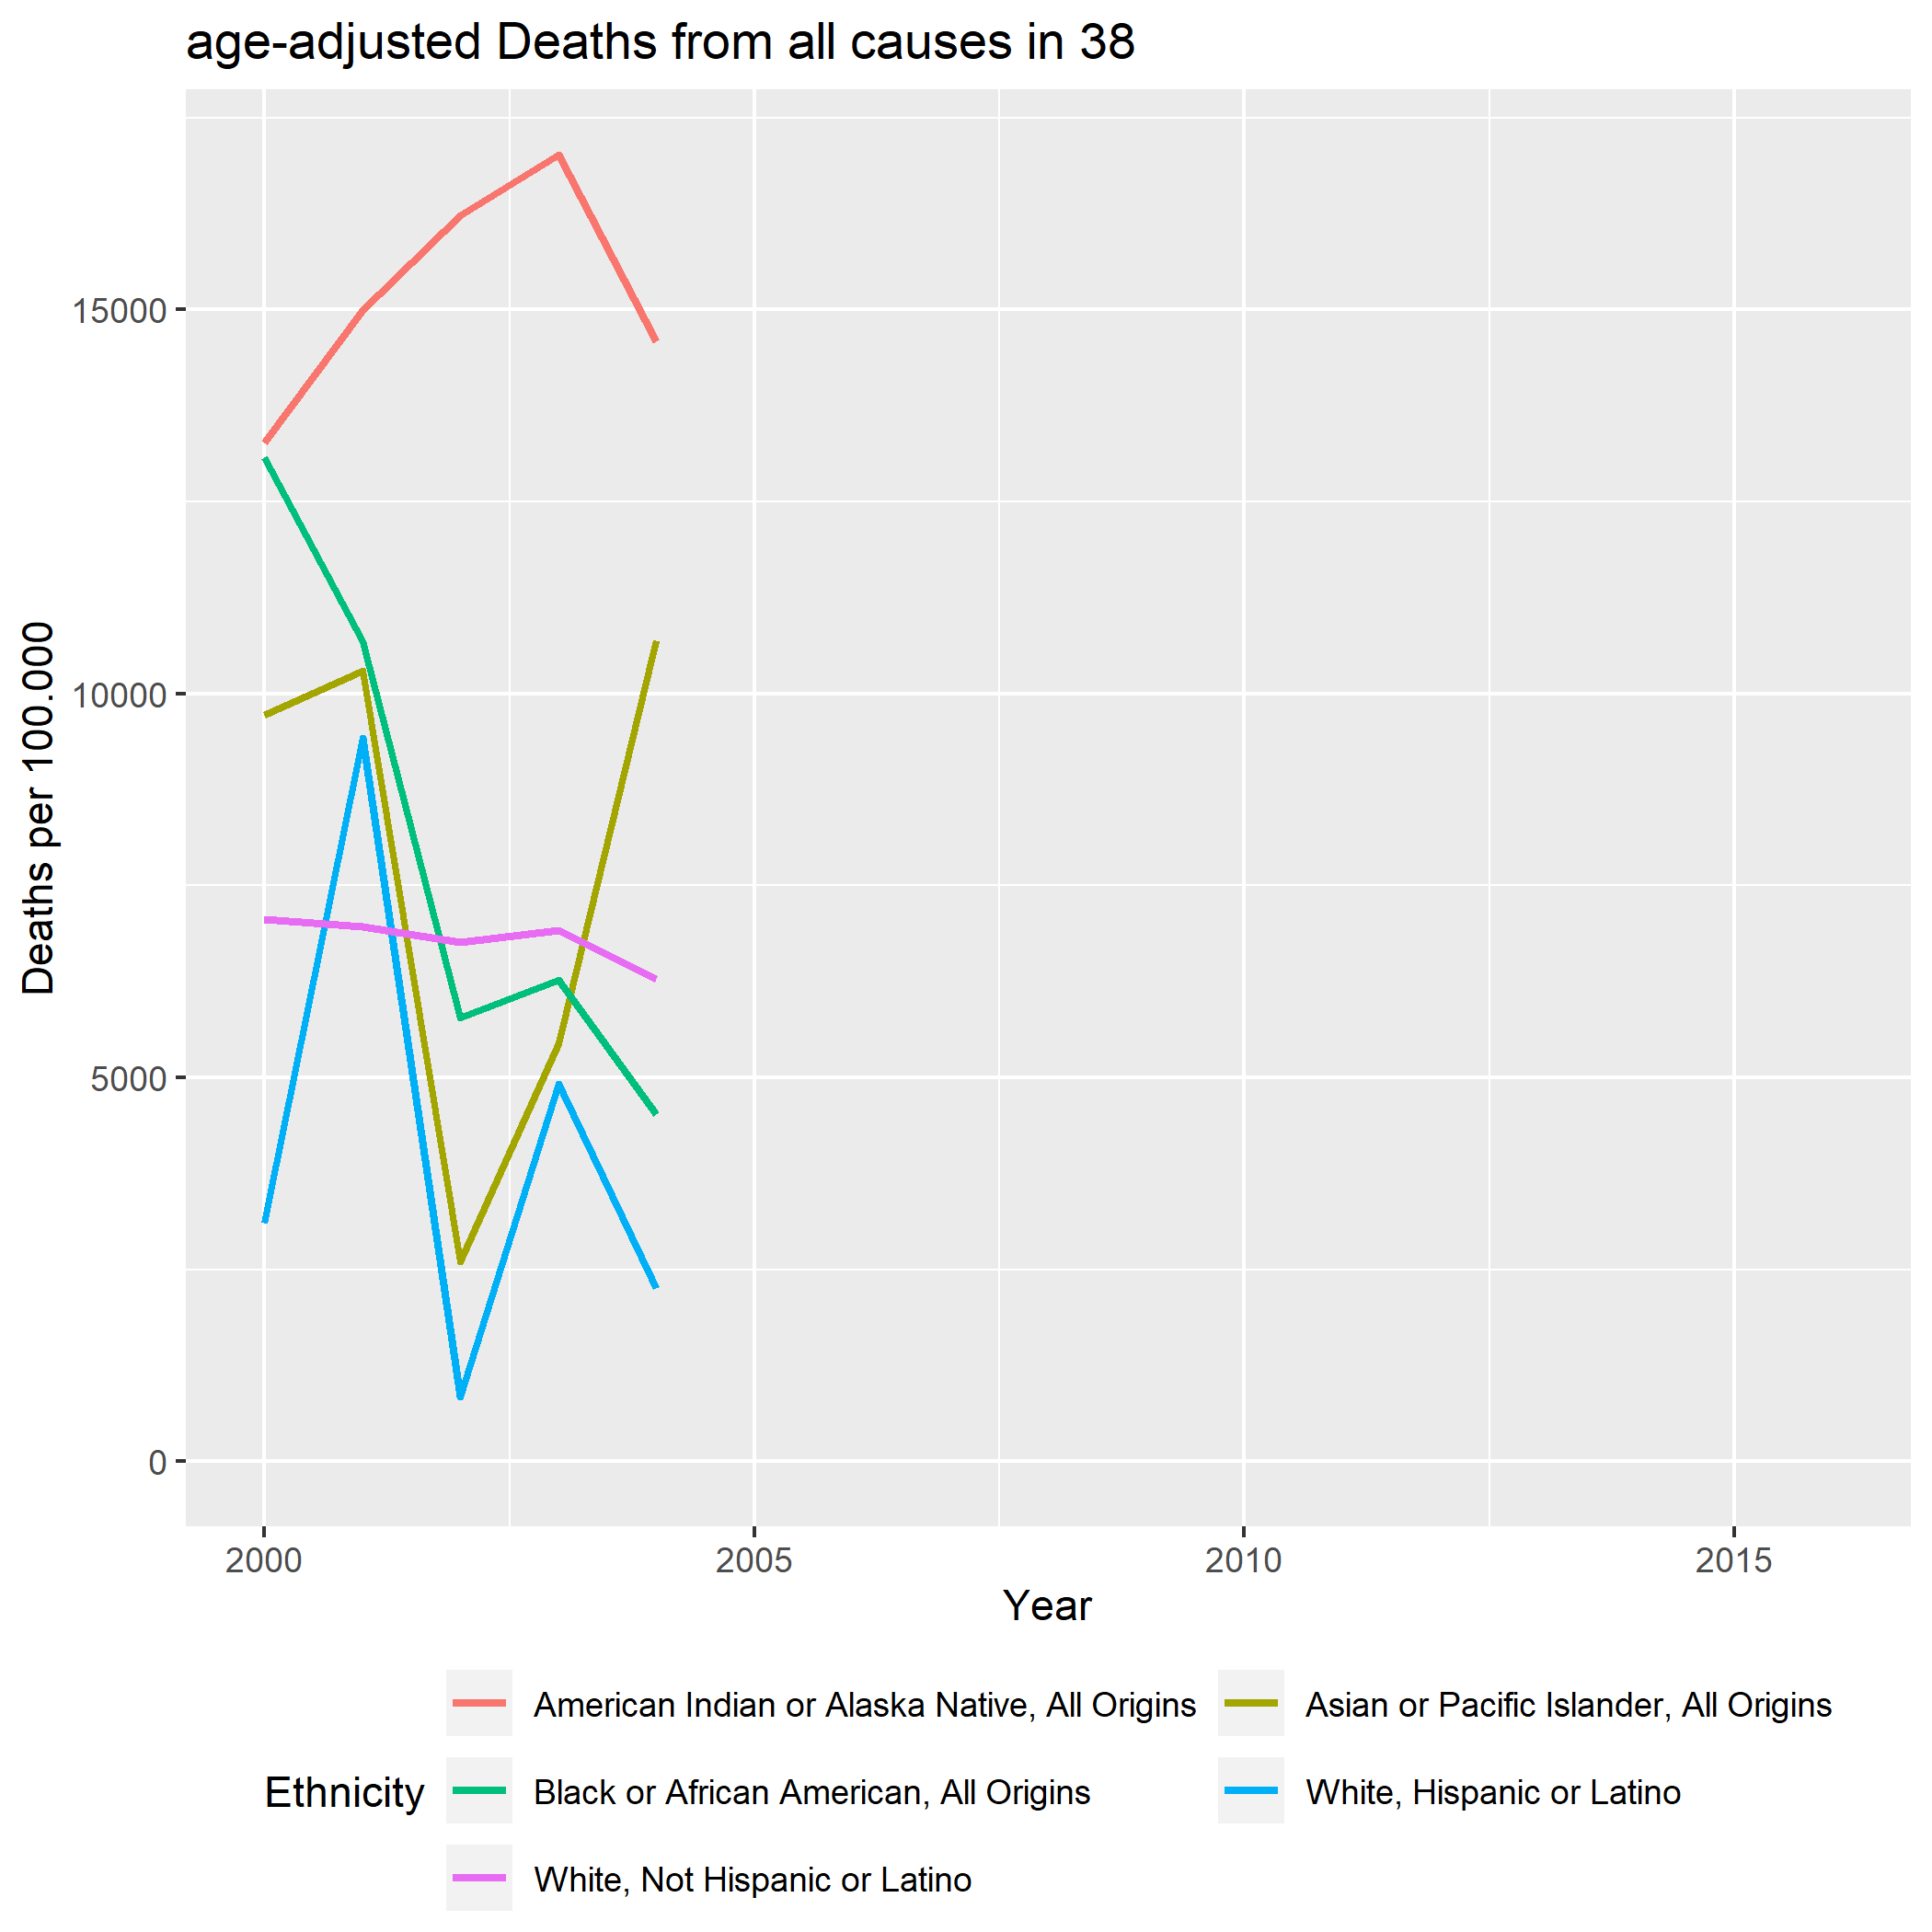 age-adjusted Deaths from all causes in 38
Deaths per 100.000
15000
10000
5000
0
2000 2005 2010 2015
Year
Ethnicity
American Indian or Alaska Native, All Origins Asian or Pacific Islander, All Origins
Black or African American, All Origins White, Hispanic or Latino
White, Not Hispanic or Latino